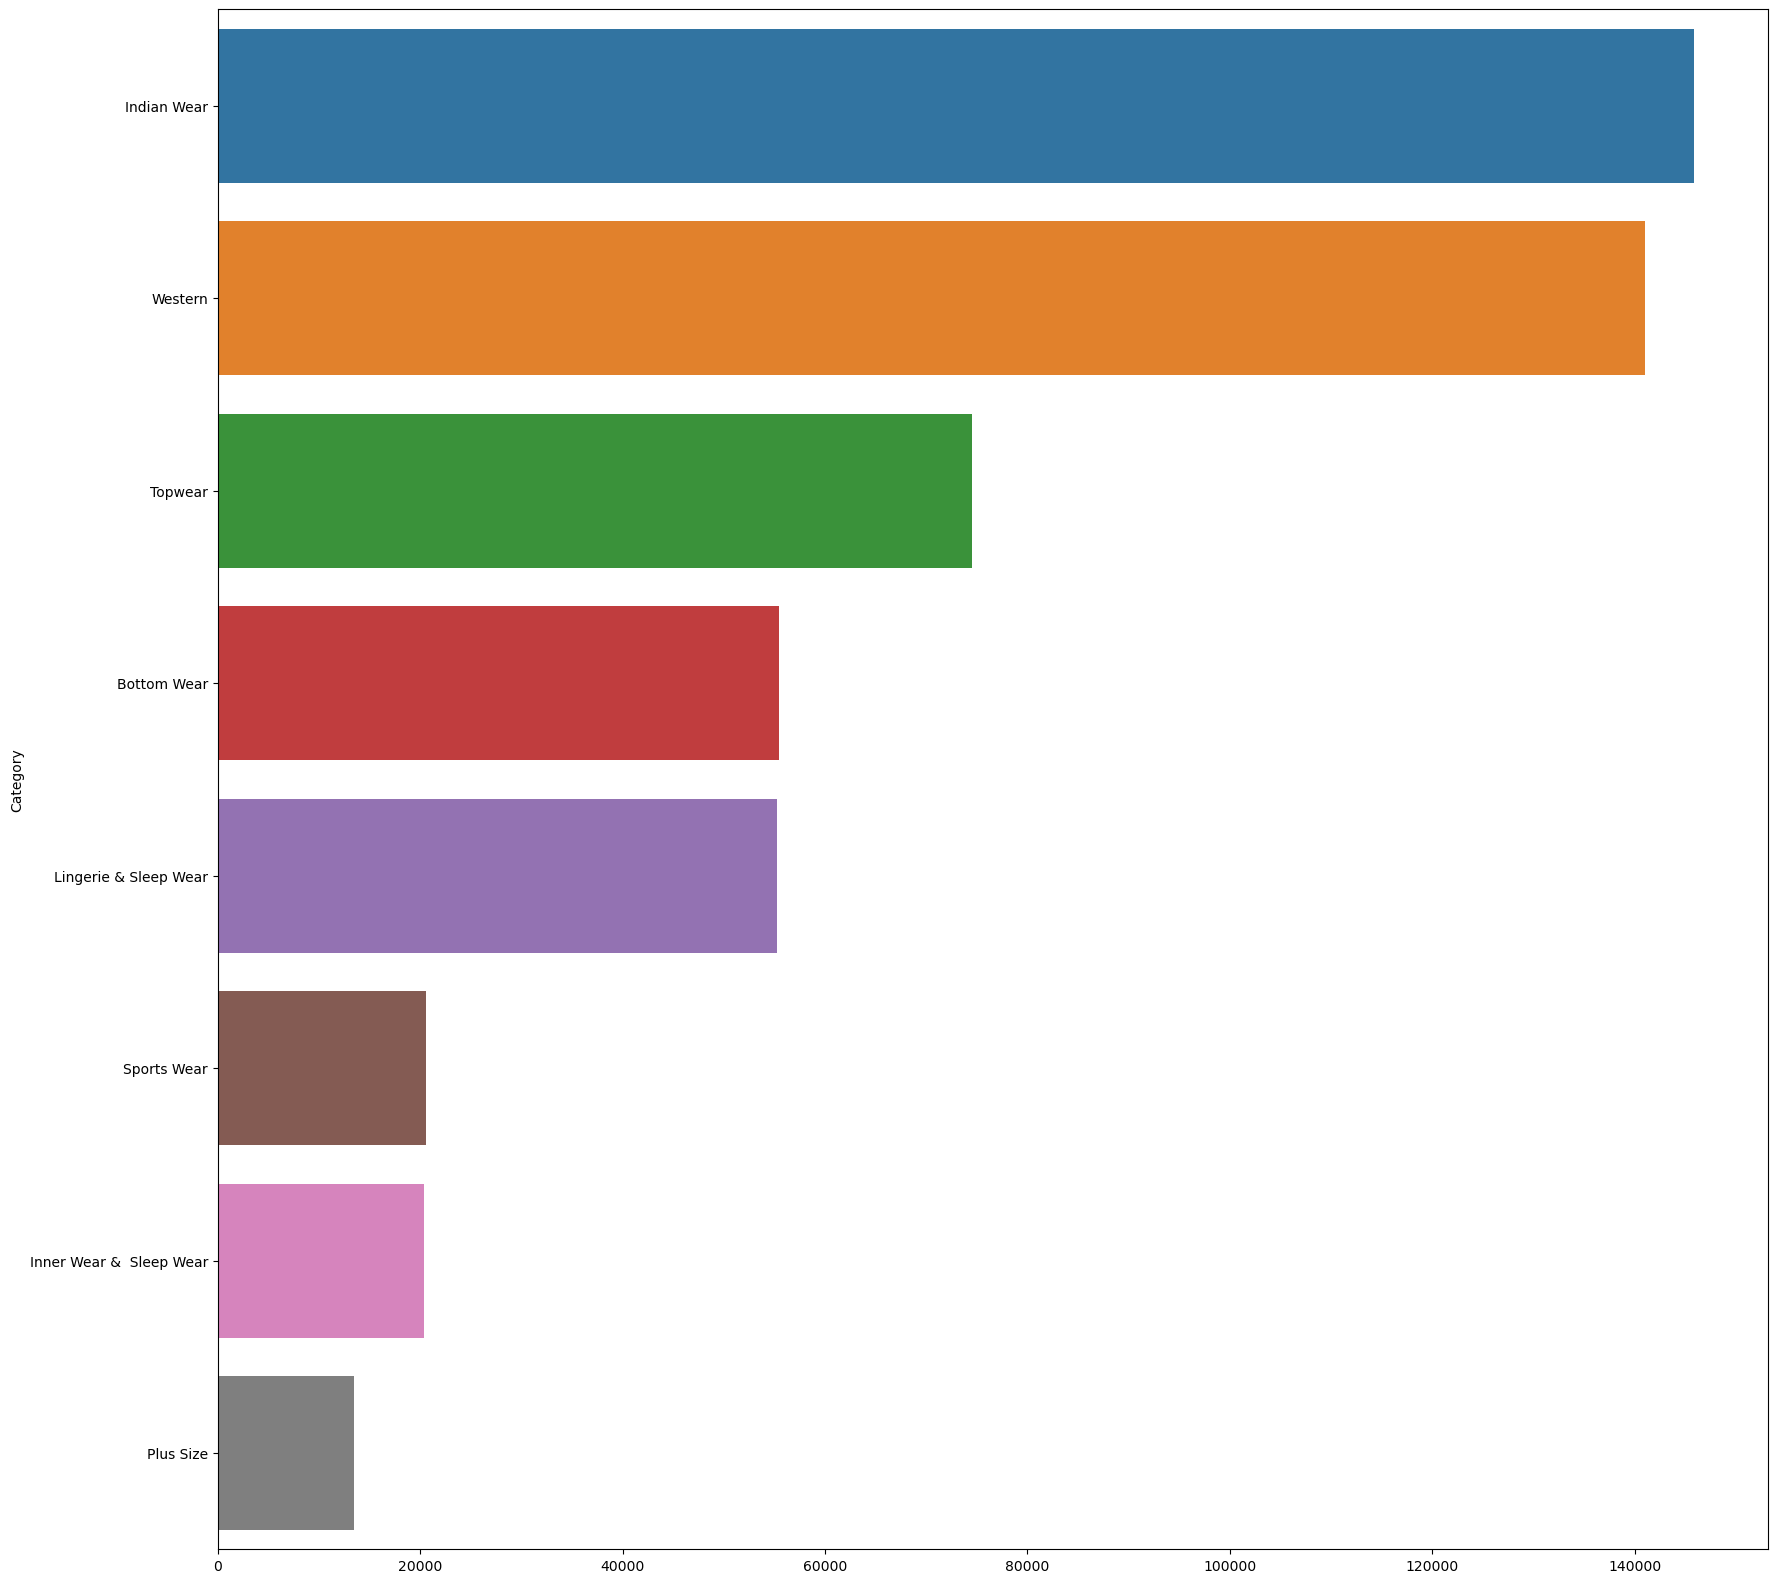 Category
Indian Wear
Western
Topwear
Bottom Wear
Lingerie & Sleep Wear
Sports Wear
Inner Wear &  Sleep Wear
Plus Size
0 20000 40000 60000 80000 100000 120000 140000